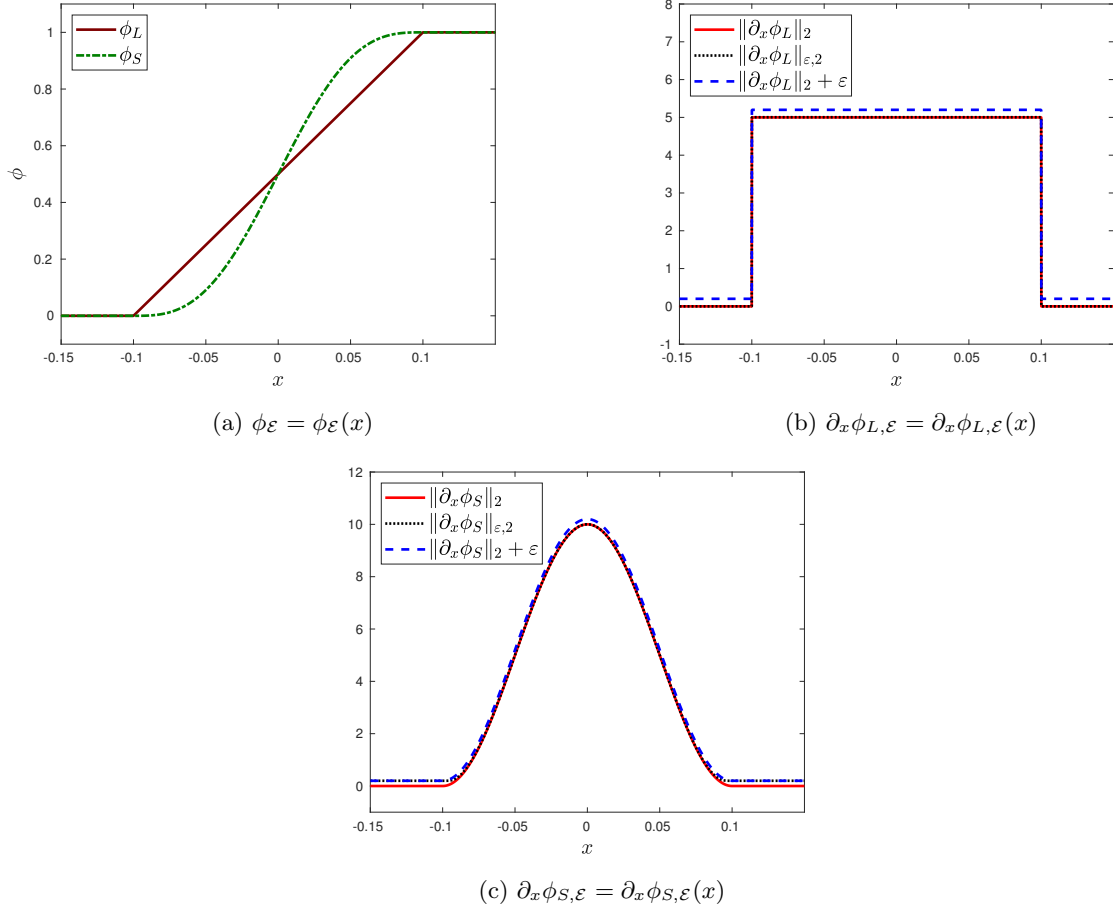 ϕ_L
ϕ_S
1
0.8
0.6
0.4
0.2
0
ϕ
-0.15 -0.1 -0.05 0 0.05 0.1
x
(a) ϕ_ℰ = ϕ_ℰ(x)
‖∂_xϕ_L‖_2
‖∂_xϕ_L‖_{ε,2}
‖∂_xϕ_L‖_2 + ε
8
7
6
5
4
3
2
1
0
-1
-0.15 -0.1 -0.05 0 0.05 0.1
x
(b) ∂_xϕ_{L,ℰ} = ∂_xϕ_{L,ℰ}(x)
‖∂_xϕ_S‖_2
‖∂_xϕ_S‖_{ε,2}
‖∂_xϕ_S‖_2 + ε
12
10
8
6
4
2
0
-0.15 -0.1 -0.05 0 0.05 0.1
x
(c) ∂_xϕ_{S,ℰ} = ∂_xϕ_{S,ℰ}(x)